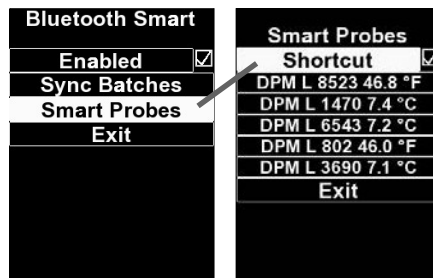 Bluetooth Smart
Enabled
Sync Batches
Smart Probes
Exit
Smart Probes
Shortcut
DPM L 8523 46.8 °F
DPM L 1470 7.4 °C
DPM L 6543 7.2 °C
DPM L 802 46.0 °F
DPM L 3690 7.1 °C
Exit